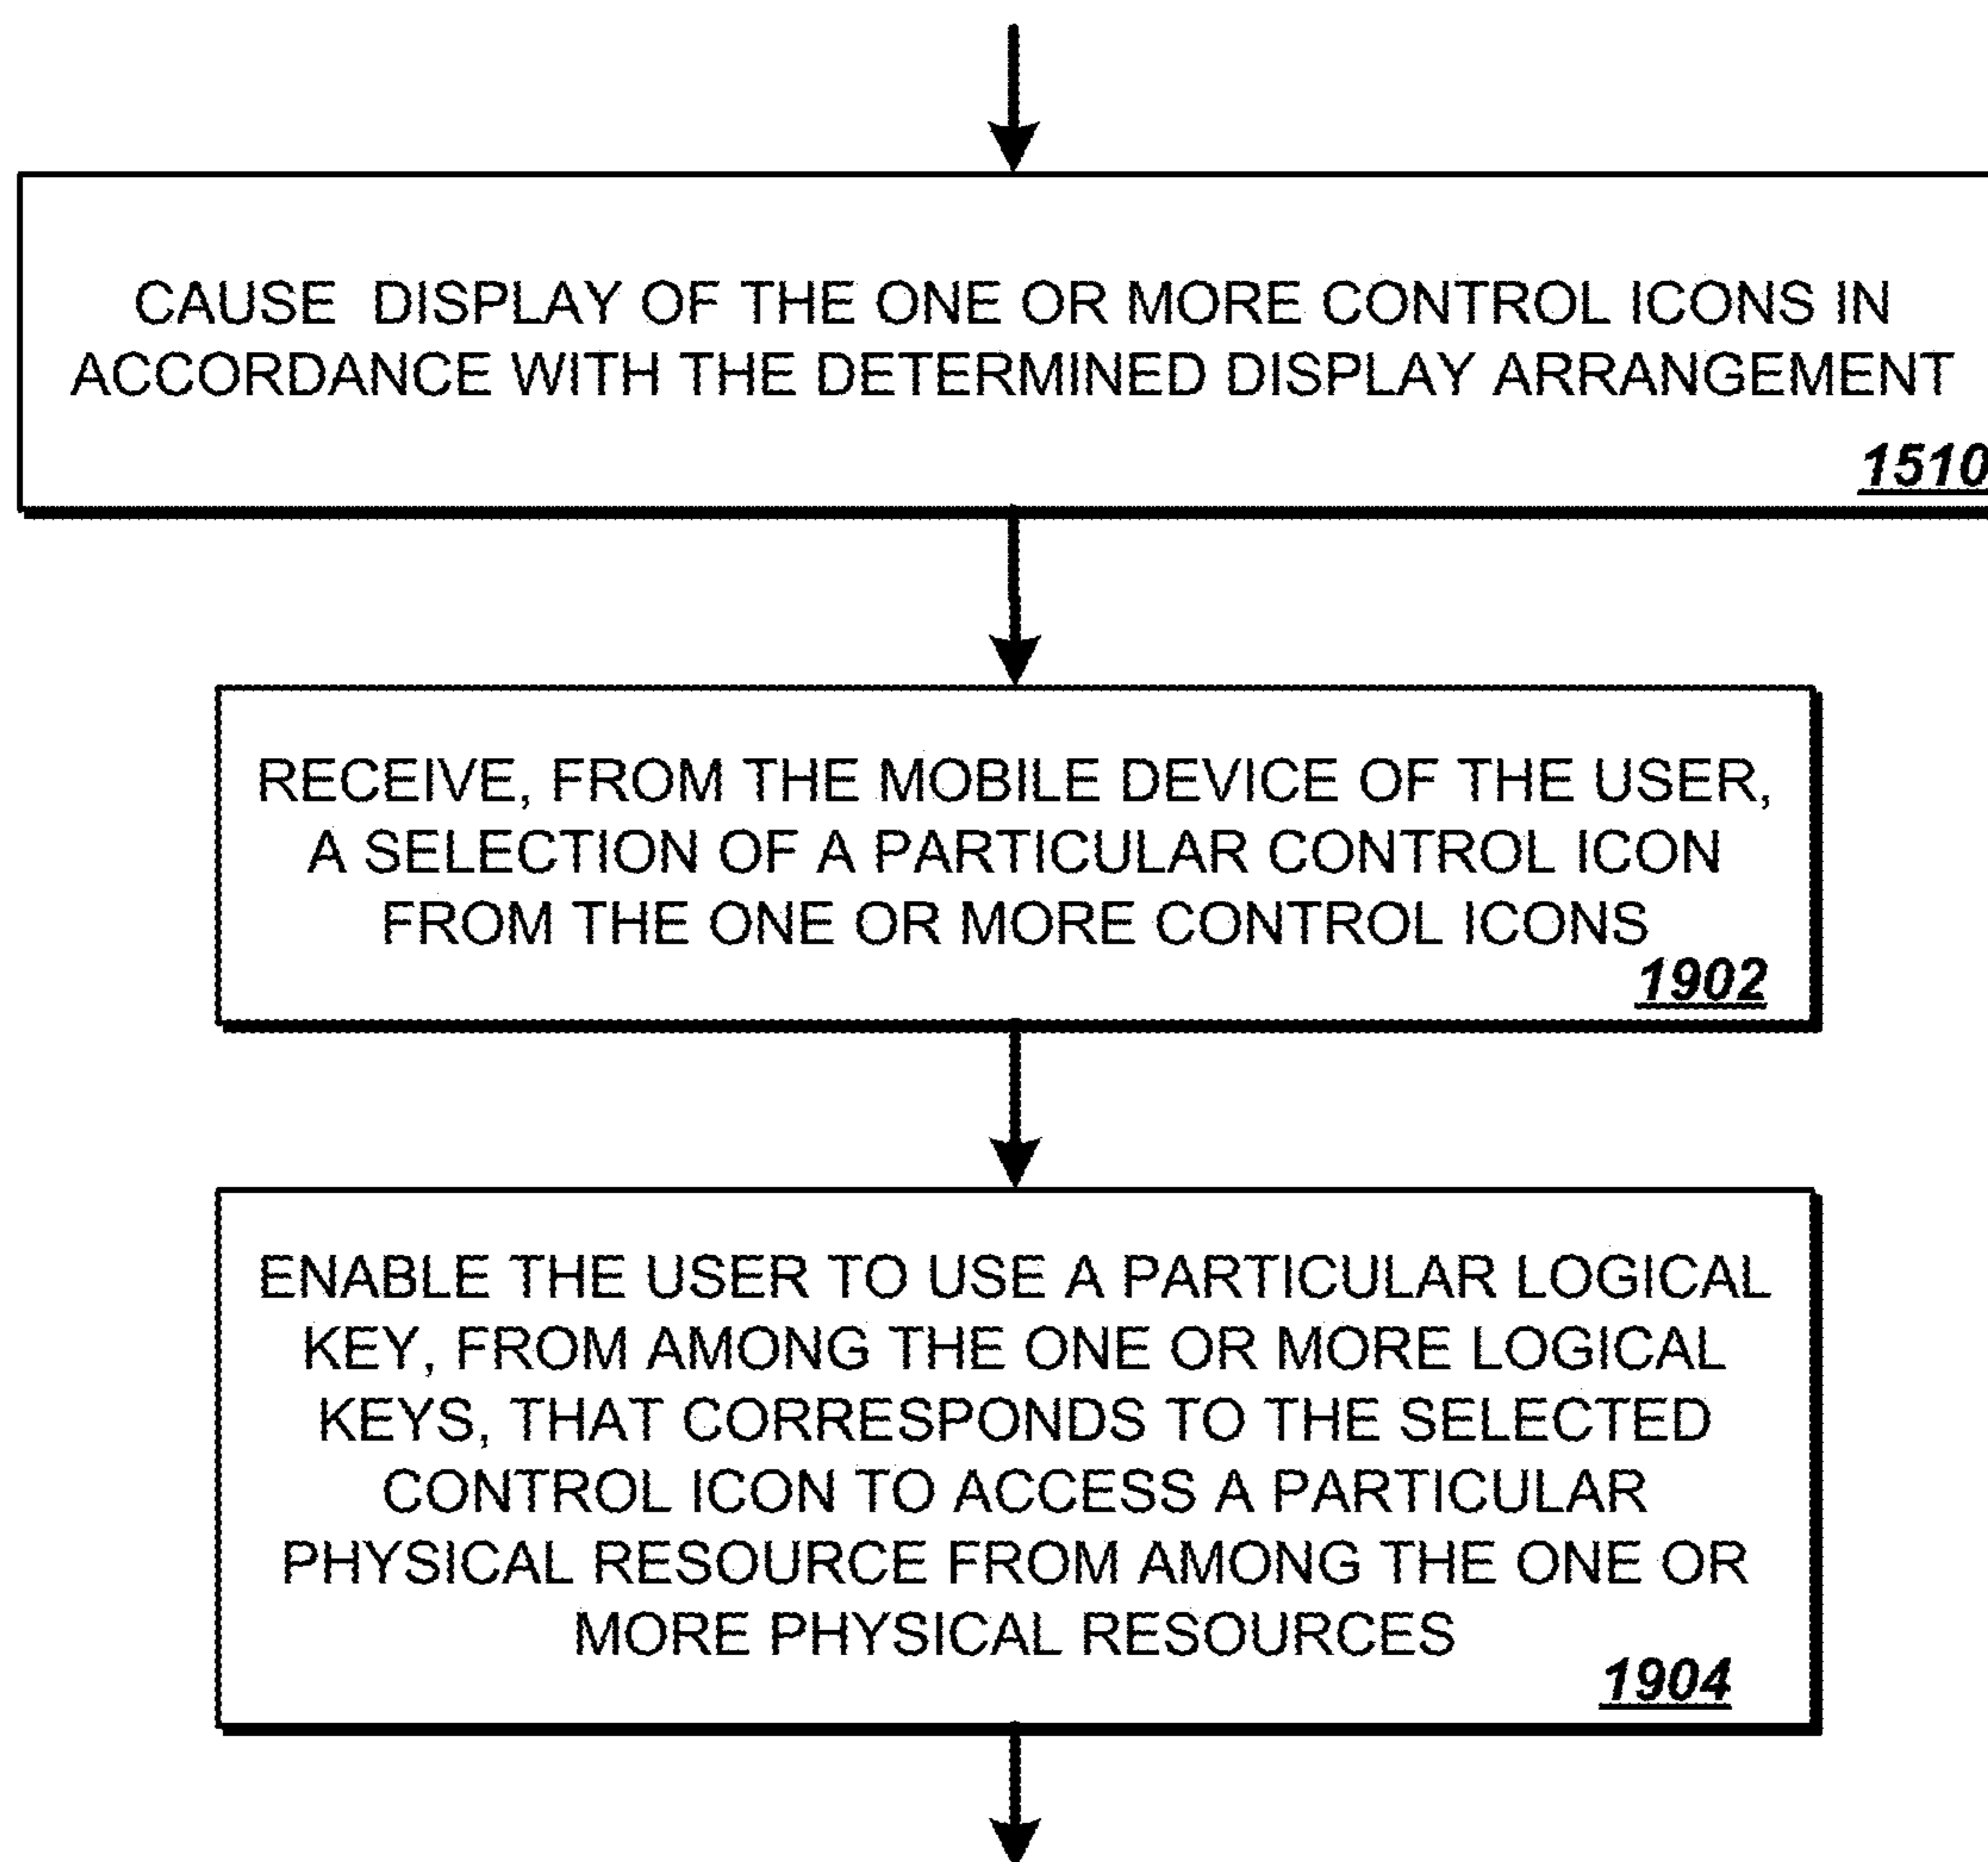 CAUSE DISPLAY OF THE ONE OR MORE CONTROL ICONS IN
ACCORDANCE WITH THE DETERMINED DISPLAY ARRANGEMENT
1510
RECEIVE, FROM THE MOBILE DEVICE OF THE USER,
A SELECTION OF A PARTICULAR CONTROL ICON
FROM THE ONE OR MORE CONTROL ICONS
1902
ENABLE THE USER TO USE A PARTICULAR LOGICAL
KEY, FROM AMONG THE ONE OR MORE LOGICAL
KEYS, THAT CORRESPONDS TO THE SELECTED
CONTROL ICON TO ACCESS A PARTICULAR
PHYSICAL RESOURCE FROM AMONG THE ONE OR
MORE PHYSICAL RESOURCES
1904